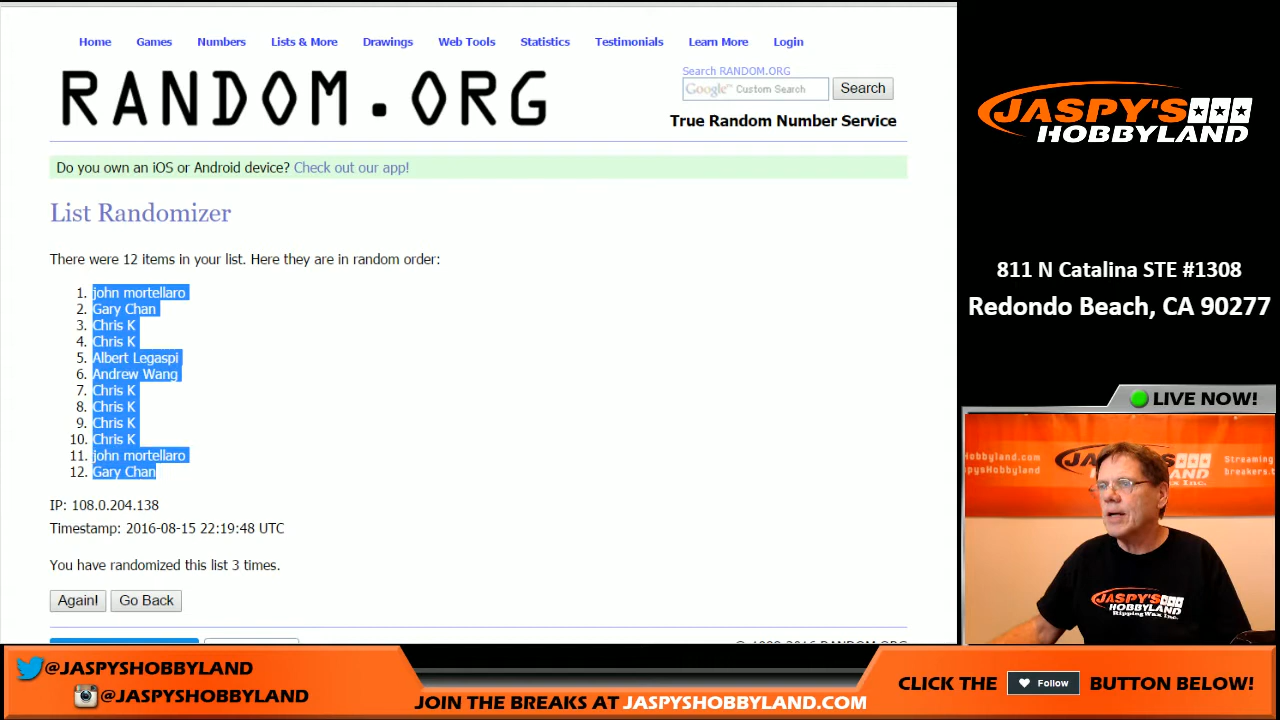 Home Games Numbers Lists & More Drawings Web Tools Statistics Testimonials Learn More Login
RANDOM.ORG
Search RANDOM.ORG
Google™ Custom Search Search
True Random Number Service
Do you own an iOS or Android device? Check out our app!
List Randomizer
There were 12 items in your list. Here they are in random order:
1. john mortellaro
2. Gary Chan
3. Chris K
4. Chris K
5. Albert Legaspi
6. Andrew Wang
7. Chris K
8. Chris K
9. Chris K
10. Chris K
11. john mortellaro
12. Gary Chan
IP: 108.0.204.138
Timestamp: 2016-08-15 22:19:48 UTC
You have randomized this list 3 times.
Again! Go Back
JASPY'S
HOBBYLAND
811 N Catalina STE #1308
Redondo Beach, CA 90277
LIVE NOW!
JASPY'S
HOBBYLAND
RippingWax Inc.
@JASPYSHOBBYLAND
@JASPYSHOBBYLAND
JOIN THE BREAKS AT JASPYSHOBBYLAND.COM
CLICK THE Follow BUTTON BELOW!